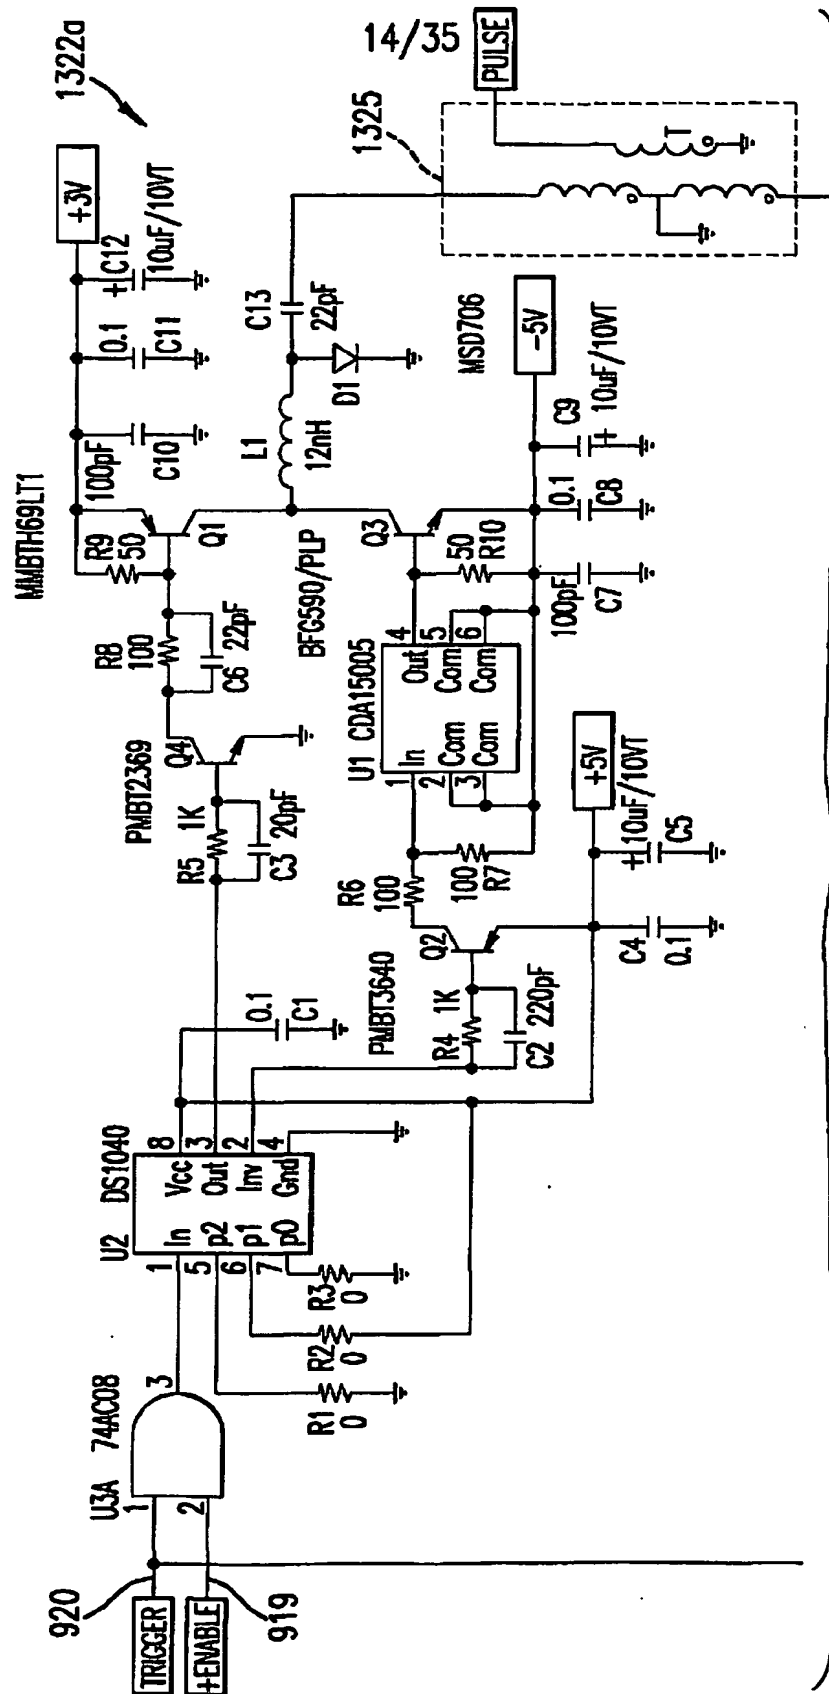 1322a
14/35
PULSE
1325
T
+3V
+ C12
10uF/10VT
0.1
C11
100pF
C10
MMBTH69LT1
R9
50
Q1
R8
100
C6
22pF
Q4
PMBT2369
R5
1K
C3
20pF
L1
12nH
C13
22pF
D1
BFG590/PLP
Q3
MSD706
-5V
C9
+ 10uF/10VT
0.1
C8
100pF
C7
50
R10
U1 CDA15005
1 In
2 Com
3 Com
Out 4
Com 5
Com 6
R6
100
100
R7
Q2
PMBT3640
R4
1K
C2
220pF
+5V
+ 10uF/10VT
C5
C4
0.1
0.1
C1
U2 DS1040
1 In
5 p2
6 p1
7 p0
Vcc 8
Out 3
Inv 2
Gnd 4
R3
0
R2
0
R1
0
U3A 74AC08
1
2
3
920
TRIGGER
+ENABLE
919